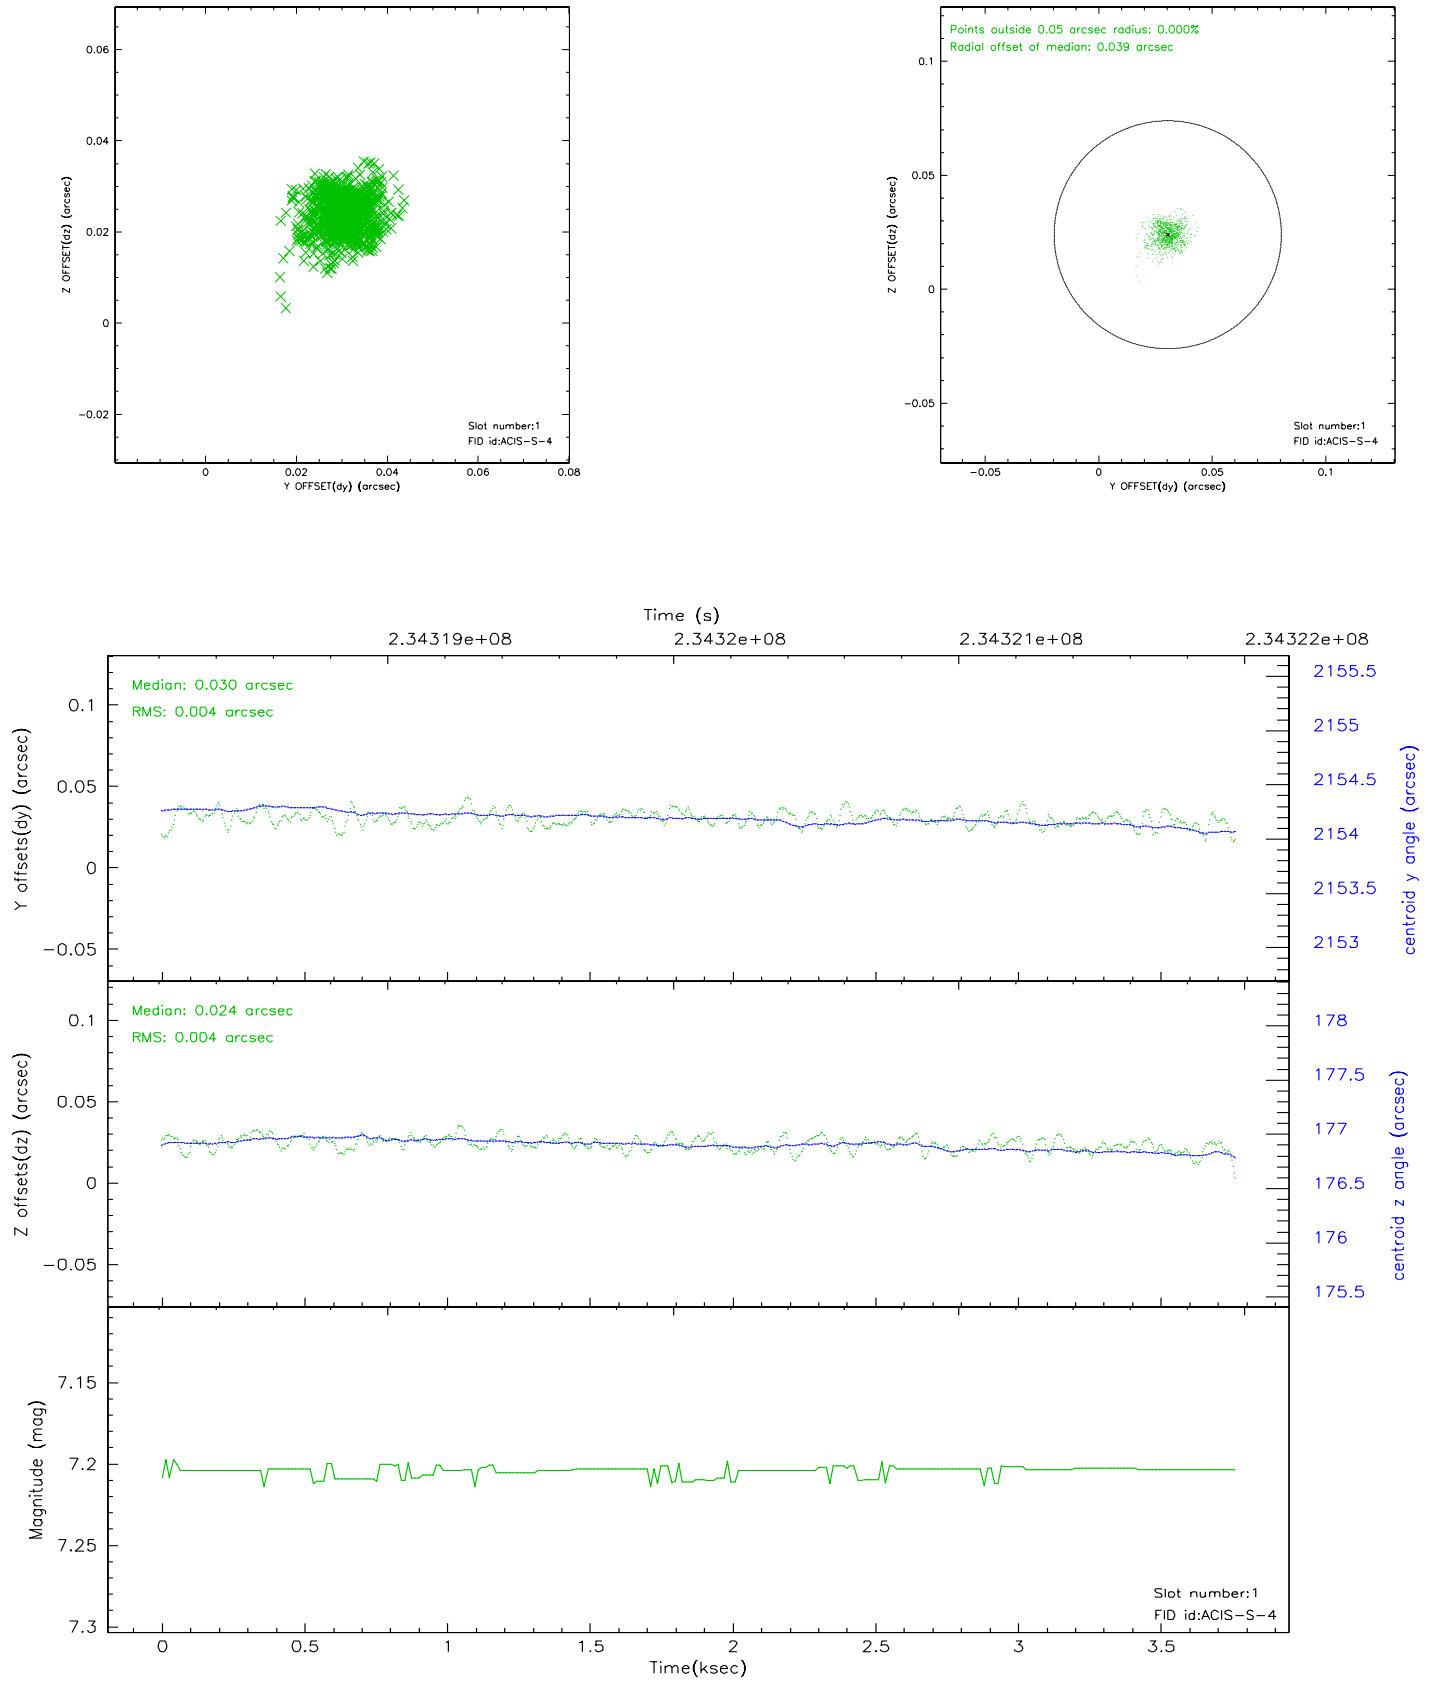 0.06
0.04
0.02
0
−0.02
Z OFFSET(dz) (arcsec)
Slot number:1
FID id:ACIS−S−4
0
0.02
0.04
0.06
0.08
Y OFFSET(dy) (arcsec)
Points outside 0.05 arcsec radius: 0.000%
Radial offset of median: 0.039 arcsec
0.1
0.05
0
−0.05
Z OFFSET(dz) (arcsec)
Slot number:1
FID id:ACIS−S−4
−0.05
0
0.05
0.1
Y OFFSET(dy) (arcsec)
Time (s)
2.34319e+08
2.3432e+08
2.34321e+08
2.34322e+08
Median: 0.030 arcsec
RMS: 0.004 arcsec
0.1
0.05
0
−0.05
Y offsets(dy) (arcsec)
2155.5
2155
2154.5
2154
2153.5
2153
centroid y angle (arcsec)
Median: 0.024 arcsec
RMS: 0.004 arcsec
0.1
0.05
0
−0.05
Z offsets(dz) (arcsec)
178
177.5
177
176.5
176
175.5
centroid z angle (arcsec)
7.15
7.2
7.25
7.3
Magnitude (mag)
Slot number:1
FID id:ACIS−S−4
0
0.5
1
1.5
2
2.5
3
3.5
Time(ksec)